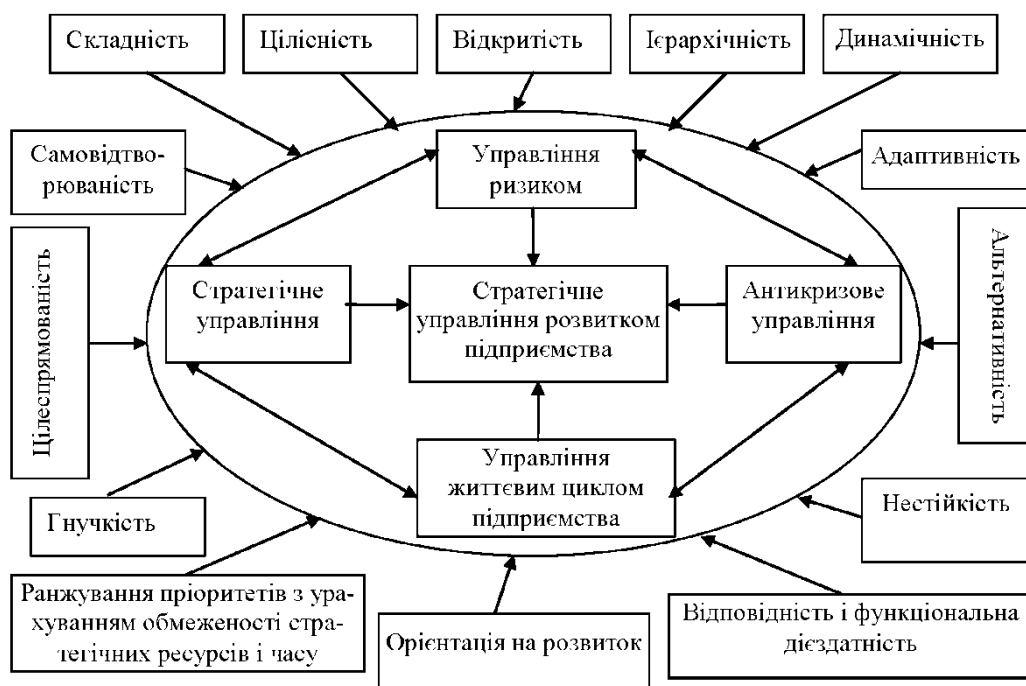 Складність
Цілісність
Відкритість
Ієрархічність
Динамічність
Самовідтво-
рюваність
Управління
ризиком
Адаптивність
Цілеспрямованість
Стратегічне
управління
Стратегічне
управління розвитком
підприємства
Антикризове
управління
Альтернативність
Управління
життєвим циклом
підприємства
Гнучкість
Нестійкість
Ранжування пріоритетів з ура-
хуванням обмеженості стра-
тегічних ресурсів і часу
Орієнтація на розвиток
Відповідність і функціональна
дієздатність